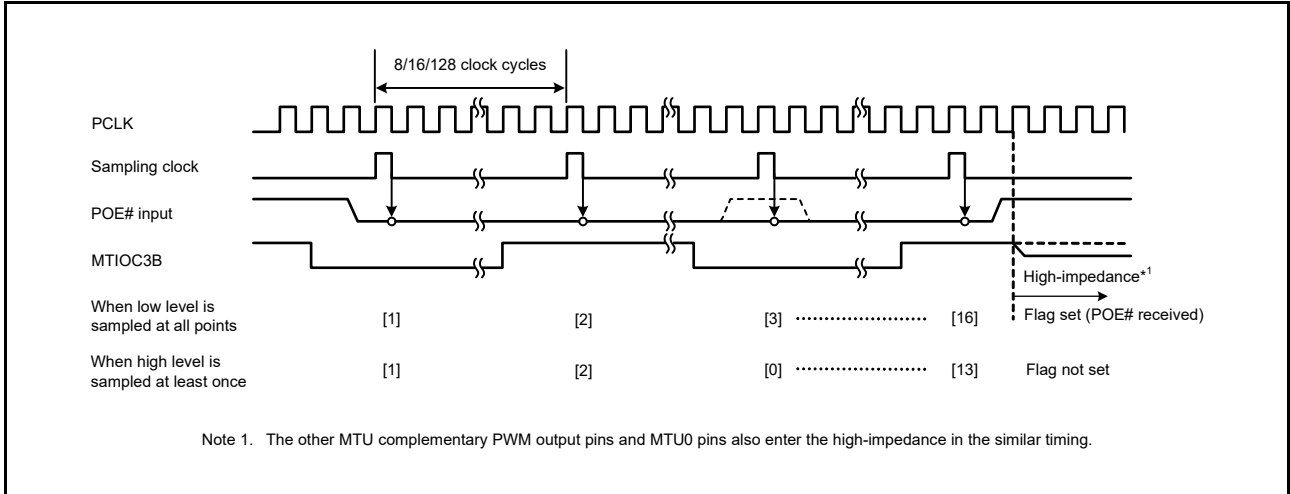 8/16/128 clock cycles
PCLK
Sampling clock
POE# input
MTIOC3B
High-impedance*1
When low level is
sampled at all points
[1] [2] [3] [16] Flag set (POE# received)
When high level is
sampled at least once
[1] [2] [0] [13] Flag not set
Note 1. The other MTU complementary PWM output pins and MTU0 pins also enter the high-impedance in the similar timing.